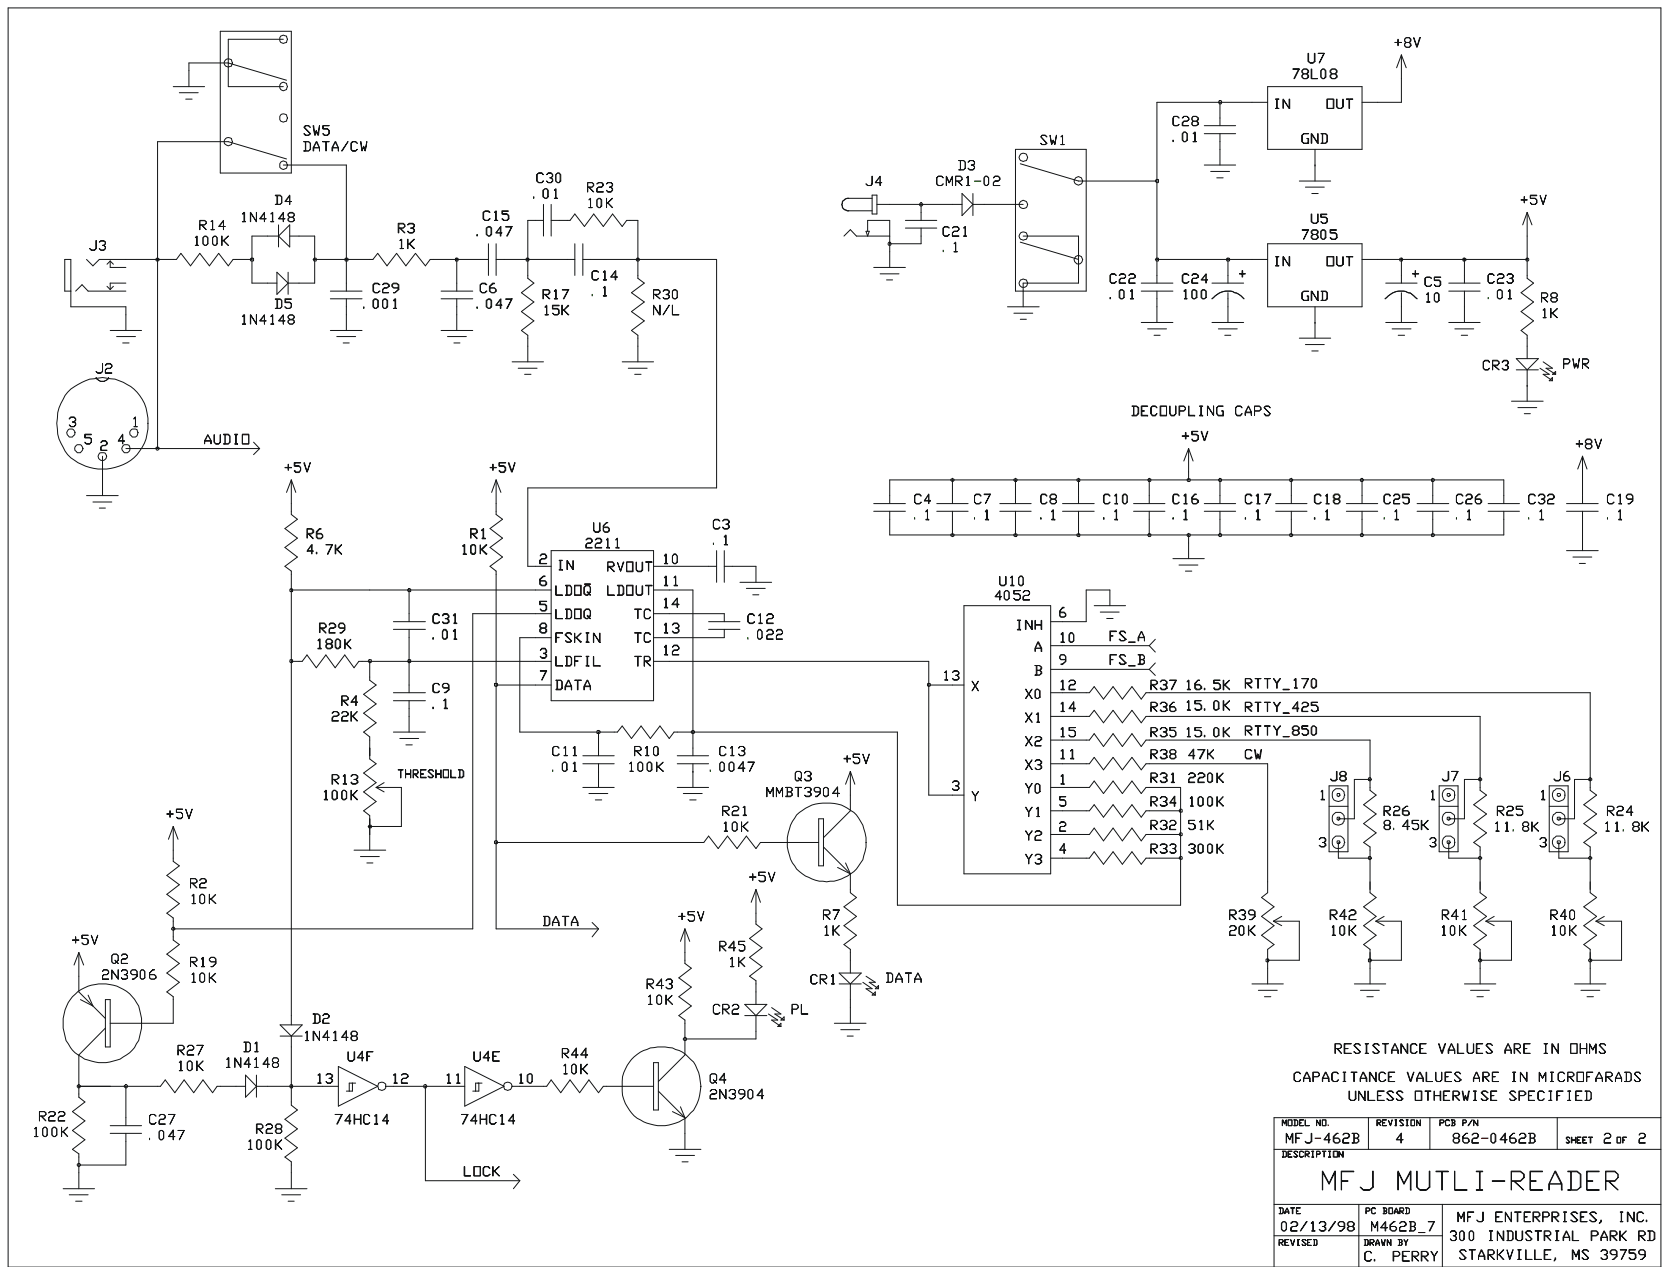 SW5
DATA/CW
J3
R14
100K
D4
1N4148
D5
1N4148
C29
.001
R3
1K
C6
.047
C15
.047
C30
.01
R23
10K
C14
.1
R17
15K
R30
N/L
J2
3
1
5
2
4
AUDIO
J4
C21
.1
D3
CMR1-02
SW1
C28
.01
U7
78L08
IN OUT
GND
+8V
C22
.01
C24
100
+
U5
7805
IN OUT
GND
+
C5
10
C23
.01
+5V
R8
1K
CR3
PWR
DECOUPLING CAPS
+5V
+8V
C4
.1
C7
.1
C8
.1
C10
.1
C16
.1
C17
.1
C18
.1
C25
.1
C26
.1
C32
.1
C19
.1
+5V
R6
4.7K
+5V
R1
10K
U6
2211
2 IN RVOUT 10
6 LDOQ̅ LDOUT 11
5 LDOQ TC 14
8 FSKIN TC 13
3 LDFIL TR 12
7 DATA
C3
.1
C12
.022
C31
.01
R29
180K
C9
.1
R4
22K
R13
100K
THRESHOLD
C11
.01
R10
100K
C13
.0047
U10
4052
INH 6
A 10 FS_A
B 9 FS_B
13 X
3 Y
X0 12 R37 16.5K RTTY_170
X1 14 R36 15.0K RTTY_425
X2 15 R35 15.0K RTTY_850
X3 11 R38 47K CW
Y0 1 R31 220K
Y1 5 R34 100K
Y2 2 R32 51K
Y3 4 R33 300K
J8
1
3
R26
8.45K
J7
1
3
R25
11.8K
J6
1
3
R24
11.8K
R39
20K
R42
10K
R41
10K
R40
10K
Q3
MMBT3904
+5V
R21
10K
R7
1K
CR1
DATA
DATA
+5V
R2
10K
R19
10K
+5V
Q2
2N3906
+5V
R43
10K
+5V
R45
1K
CR2
PL
D2
1N4148
R27
10K
D1
1N4148
U4F
13 12
74HC14
U4E
11 10
74HC14
R44
10K
Q4
2N3904
R22
100K
C27
.047
R28
100K
LOCK
RESISTANCE VALUES ARE IN OHMS
CAPACITANCE VALUES ARE IN MICROFARADS
UNLESS OTHERWISE SPECIFIED
MODEL NO.
MFJ-462B
REVISION
4
PCB P/N
862-0462B
SHEET 2 OF 2
DESCRIPTION
MFJ MUTLI-READER
DATE
02/13/98
PC BOARD
M462B_7
REVISED
DRAWN BY
C. PERRY
MFJ ENTERPRISES, INC.
300 INDUSTRIAL PARK RD
STARKVILLE, MS 39759